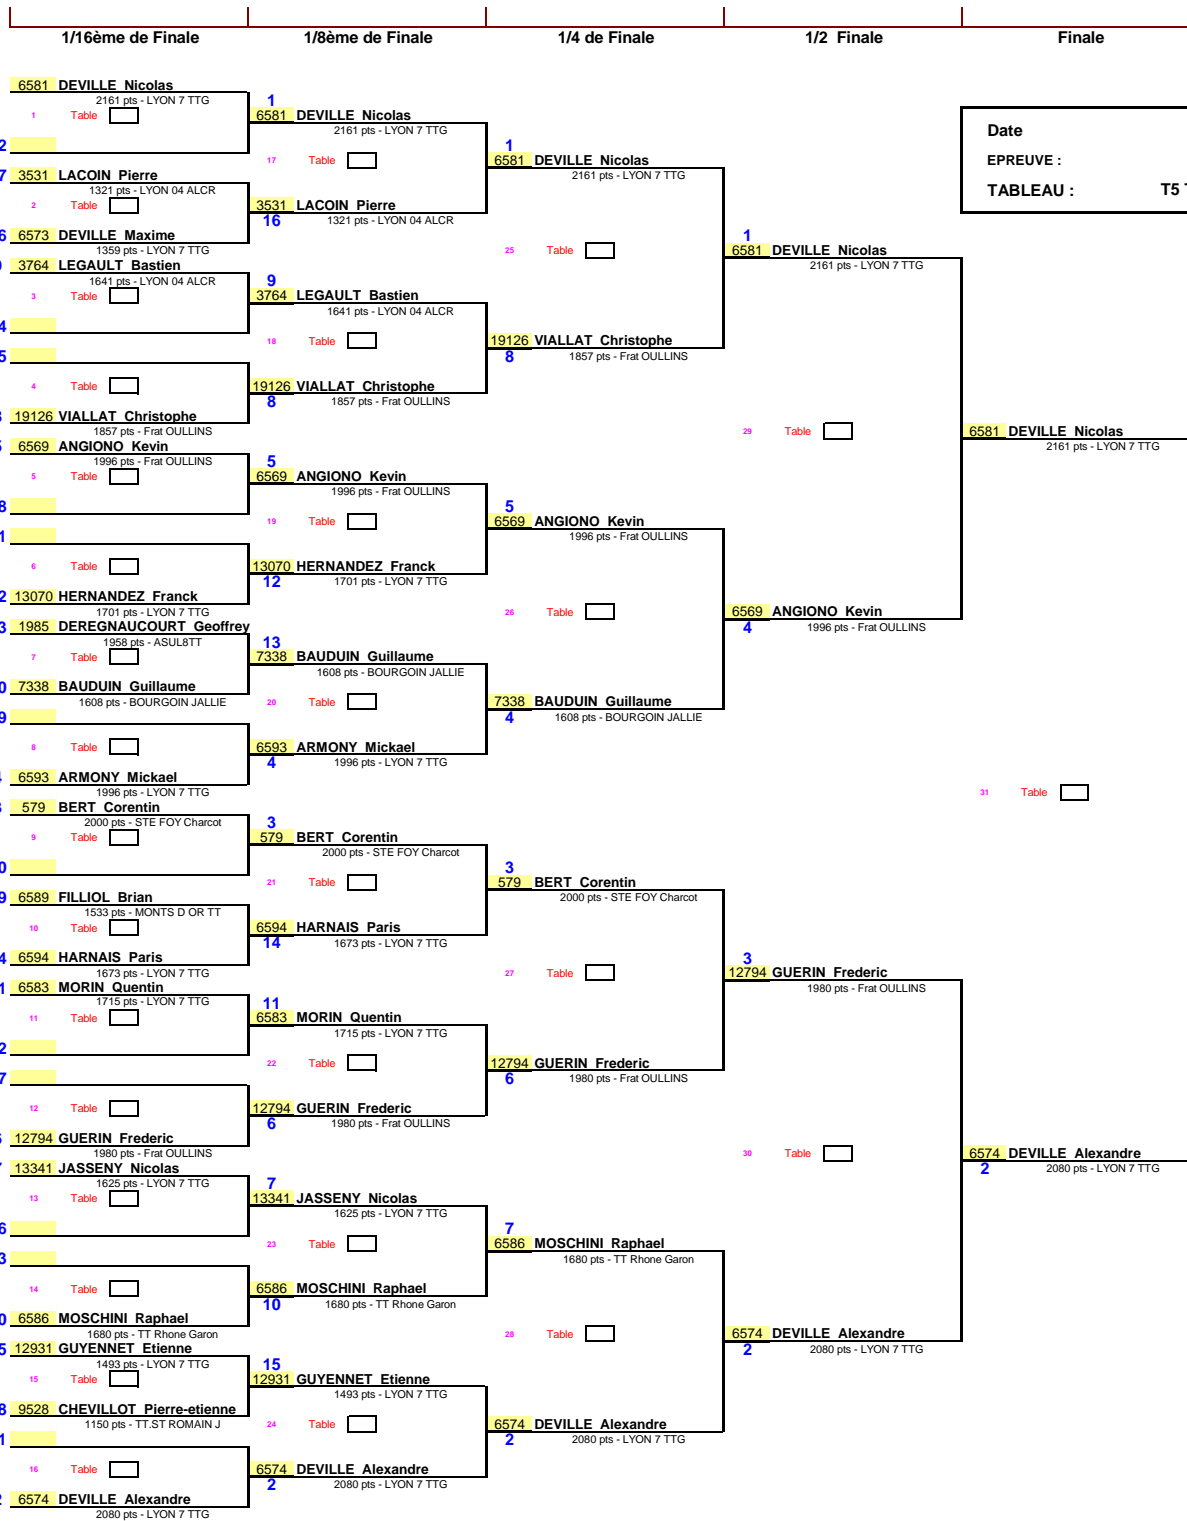 1/16ème de Finale
1/8ème de Finale
1/4 de Finale
1/2 Finale
Finale
Date
EPREUVE :
TABLEAU : T5
6581 DEVILLE Nicolas
2161 pts - LYON 7 TTG
1 Table
2
7 3531 LACOIN Pierre
1321 pts - LYON 04 ALCR
2 Table
6 6573 DEVILLE Maxime
1359 pts - LYON 7 TTG
3764 LEGAULT Bastien
1641 pts - LYON 04 ALCR
3 Table
4
5
4 Table
19126 VIALLAT Christophe
1857 pts - Frat OULLINS
6569 ANGIONO Kevin
1996 pts - Frat OULLINS
5 Table
8
1
6 Table
2 13070 HERNANDEZ Franck
1701 pts - LYON 7 TTG
3 1985 DEREGNAUCOURT Geoffrey
1958 pts - ASUL8TT
7 Table
0 7338 BAUDUIN Guillaume
1608 pts - BOURGOIN JALLIE
9
8 Table
6593 ARMONY Mickael
1996 pts - LYON 7 TTG
579 BERT Corentin
2000 pts - STE FOY Charcot
9 Table
0
9 6589 FILLIOL Brian
1533 pts - MONTS D OR TT
10 Table
4 6594 HARNAIS Paris
1673 pts - LYON 7 TTG
1 6583 MORIN Quentin
1715 pts - LYON 7 TTG
11 Table
2
7
12 Table
12794 GUERIN Frederic
1980 pts - Frat OULLINS
13341 JASSENY Nicolas
1625 pts - LYON 7 TTG
13 Table
6
3
14 Table
0 6586 MOSCHINI Raphael
1680 pts - TT Rhone Garon
5 12931 GUYENNET Etienne
1493 pts - LYON 7 TTG
15 Table
8 9528 CHEVILLOT Pierre-etienne
1150 pts - TT.ST ROMAIN J
1
16 Table
6574 DEVILLE Alexandre
2080 pts - LYON 7 TTG
1
6581 DEVILLE Nicolas
2161 pts - LYON 7 TTG
17 Table
3531 LACOIN Pierre
16 1321 pts - LYON 04 ALCR
9
3764 LEGAULT Bastien
1641 pts - LYON 04 ALCR
18 Table
19126 VIALLAT Christophe
8 1857 pts - Frat OULLINS
5
6569 ANGIONO Kevin
1996 pts - Frat OULLINS
19 Table
13070 HERNANDEZ Franck
12 1701 pts - LYON 7 TTG
13
7338 BAUDUIN Guillaume
1608 pts - BOURGOIN JALLIE
20 Table
6593 ARMONY Mickael
4 1996 pts - LYON 7 TTG
3
579 BERT Corentin
2000 pts - STE FOY Charcot
21 Table
6594 HARNAIS Paris
14 1673 pts - LYON 7 TTG
11
6583 MORIN Quentin
1715 pts - LYON 7 TTG
22 Table
12794 GUERIN Frederic
6 1980 pts - Frat OULLINS
7
13341 JASSENY Nicolas
1625 pts - LYON 7 TTG
23 Table
6586 MOSCHINI Raphael
10 1680 pts - TT Rhone Garon
15
12931 GUYENNET Etienne
1493 pts - LYON 7 TTG
24 Table
6574 DEVILLE Alexandre
2 2080 pts - LYON 7 TTG
1
6581 DEVILLE Nicolas
2161 pts - LYON 7 TTG
25 Table
19126 VIALLAT Christophe
8 1857 pts - Frat OULLINS
5
6569 ANGIONO Kevin
1996 pts - Frat OULLINS
26 Table
7338 BAUDUIN Guillaume
4 1608 pts - BOURGOIN JALLIE
3
579 BERT Corentin
2000 pts - STE FOY Charcot
27 Table
12794 GUERIN Frederic
6 1980 pts - Frat OULLINS
7
6586 MOSCHINI Raphael
1680 pts - TT Rhone Garon
28 Table
6574 DEVILLE Alexandre
2 2080 pts - LYON 7 TTG
1
6581 DEVILLE Nicolas
2161 pts - LYON 7 TTG
29 Table
6569 ANGIONO Kevin
4 1996 pts - Frat OULLINS
3
12794 GUERIN Frederic
1980 pts - Frat OULLINS
30 Table
6574 DEVILLE Alexandre
2 2080 pts - LYON 7 TTG
6581 DEVILLE Nicolas
2161 pts - LYON 7 TTG
31 Table
6574 DEVILLE Alexandre
2 2080 pts - LYON 7 TTG